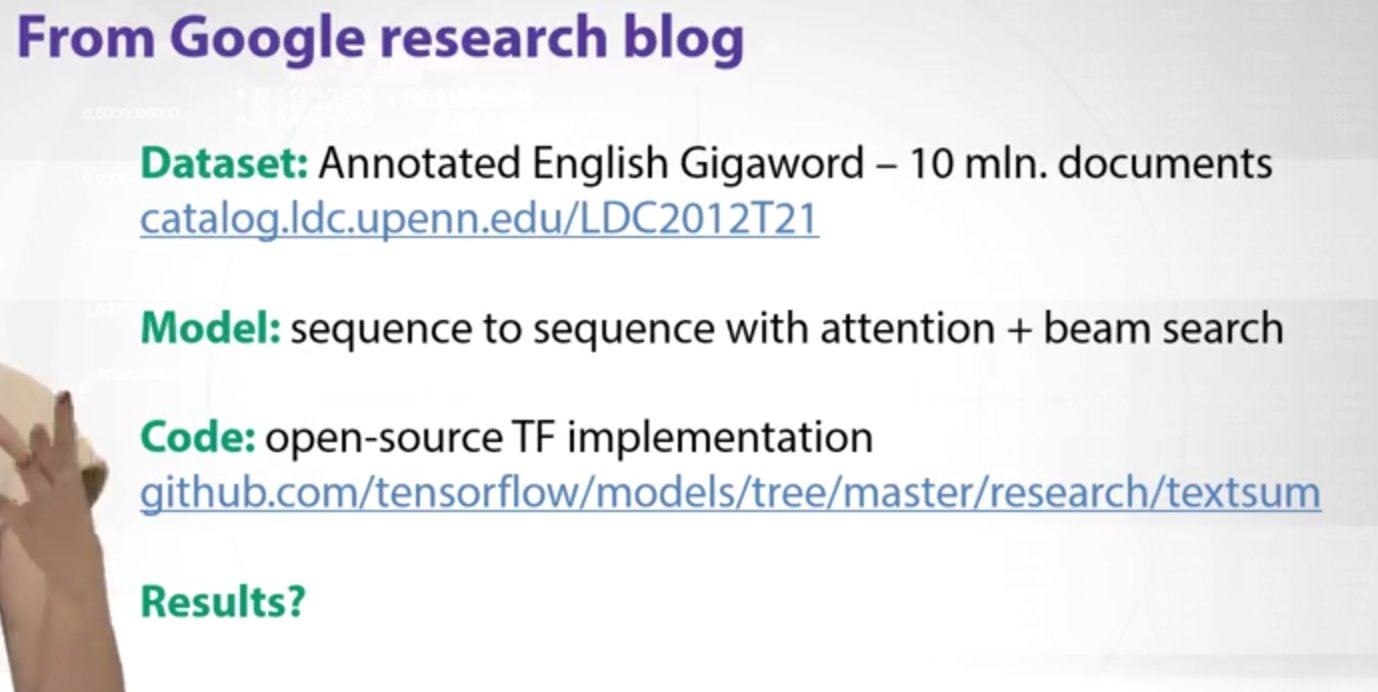 From Google research blog
Dataset: Annotated English Gigaword – 10 mln. documents
catalog.ldc.upenn.edu/LDC2012T21
Model: sequence to sequence with attention + beam search
Code: open-source TF implementation
github.com/tensorflow/models/tree/master/research/textsum
Results?